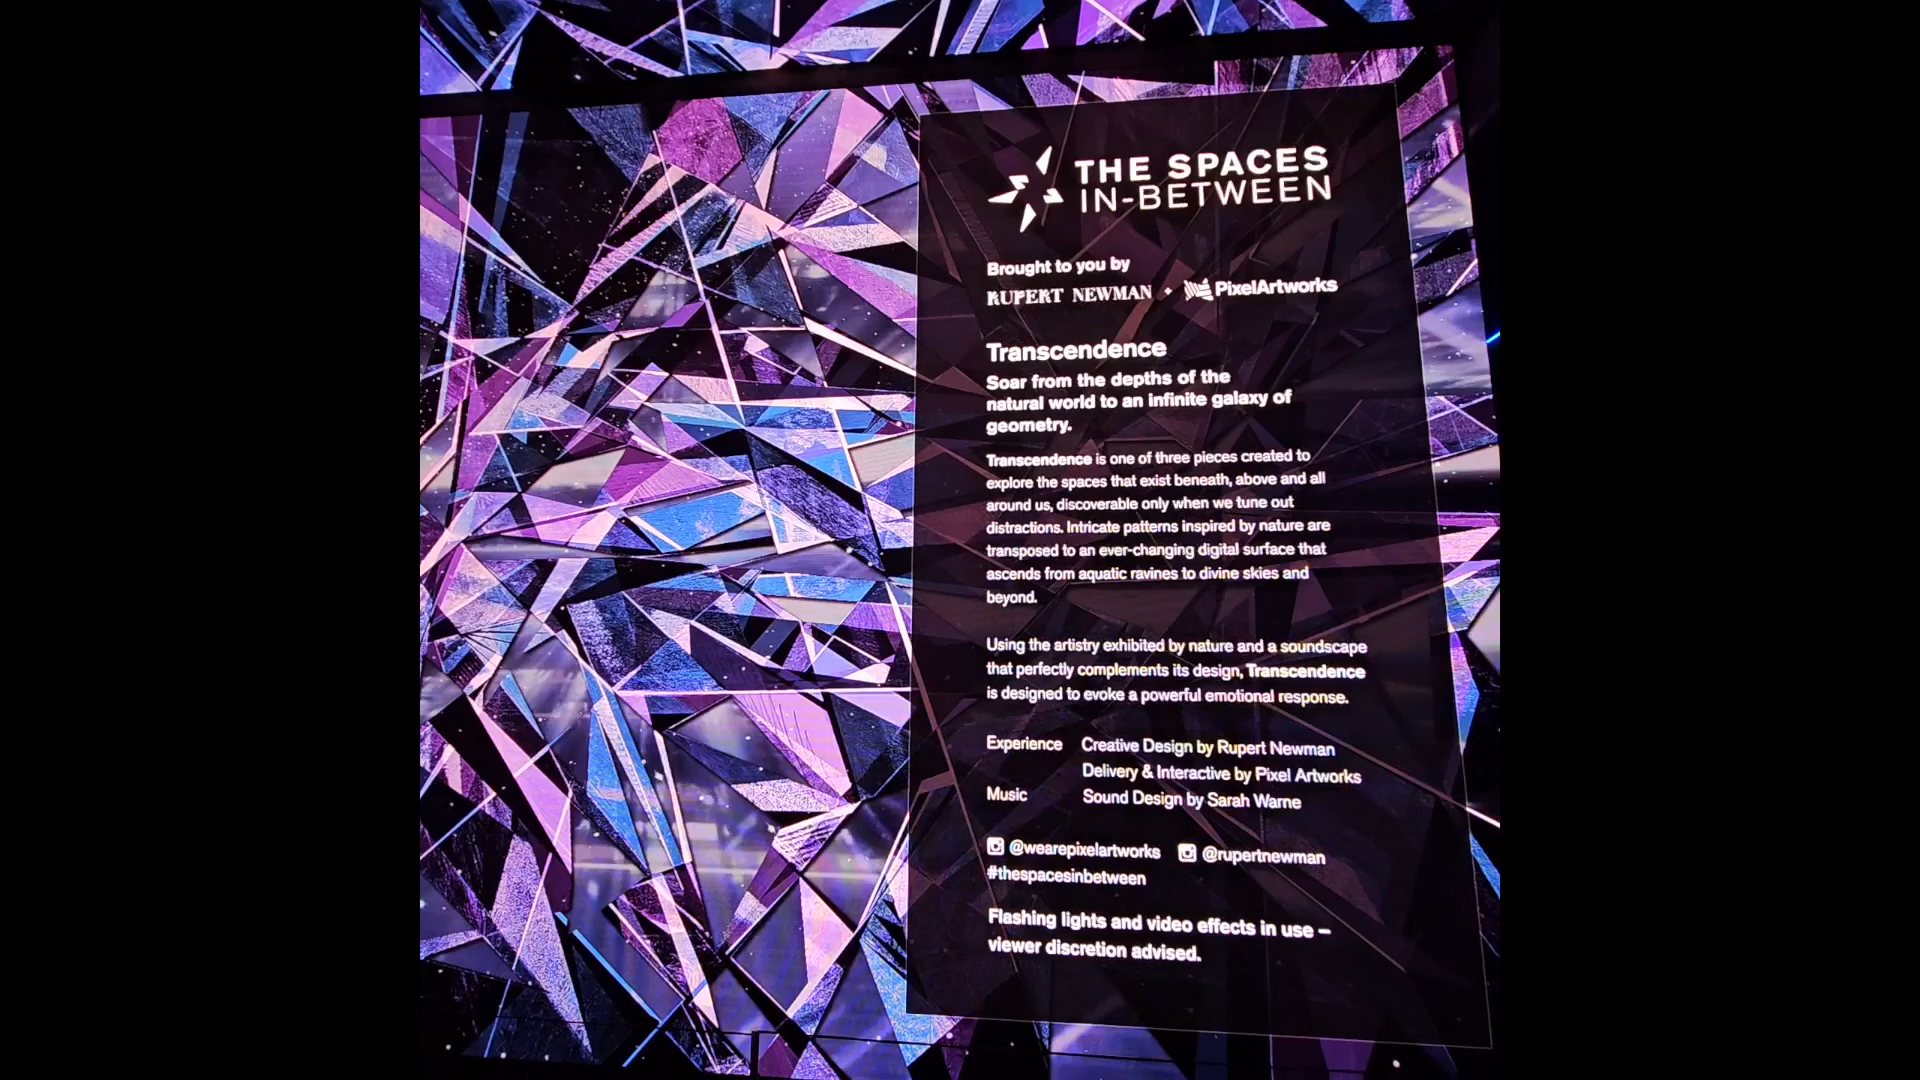 THE SPACES
IN-BETWEEN
Brought to you by
RUPERT NEWMAN + PixelArtworks
Transcendence
Soar from the depths of the
natural world to an infinite galaxy of
geometry.
Transcendence is one of three pieces created to
explore the spaces that exist beneath, above and all
around us, discoverable only when we tune out
distractions. Intricate patterns inspired by nature are
transposed to an ever-changing digital surface that
ascends from aquatic ravines to divine skies and
beyond.
Using the artistry exhibited by nature and a soundscape
that perfectly complements its design, Transcendence
is designed to evoke a powerful emotional response.
Experience Creative Design by Rupert Newman
Delivery & Interactive by Pixel Artworks
Music Sound Design by Sarah Warne
@wearepixelartworks @rupertnewman
#thespacesinbetween
Flashing lights and video effects in use –
viewer discretion advised.